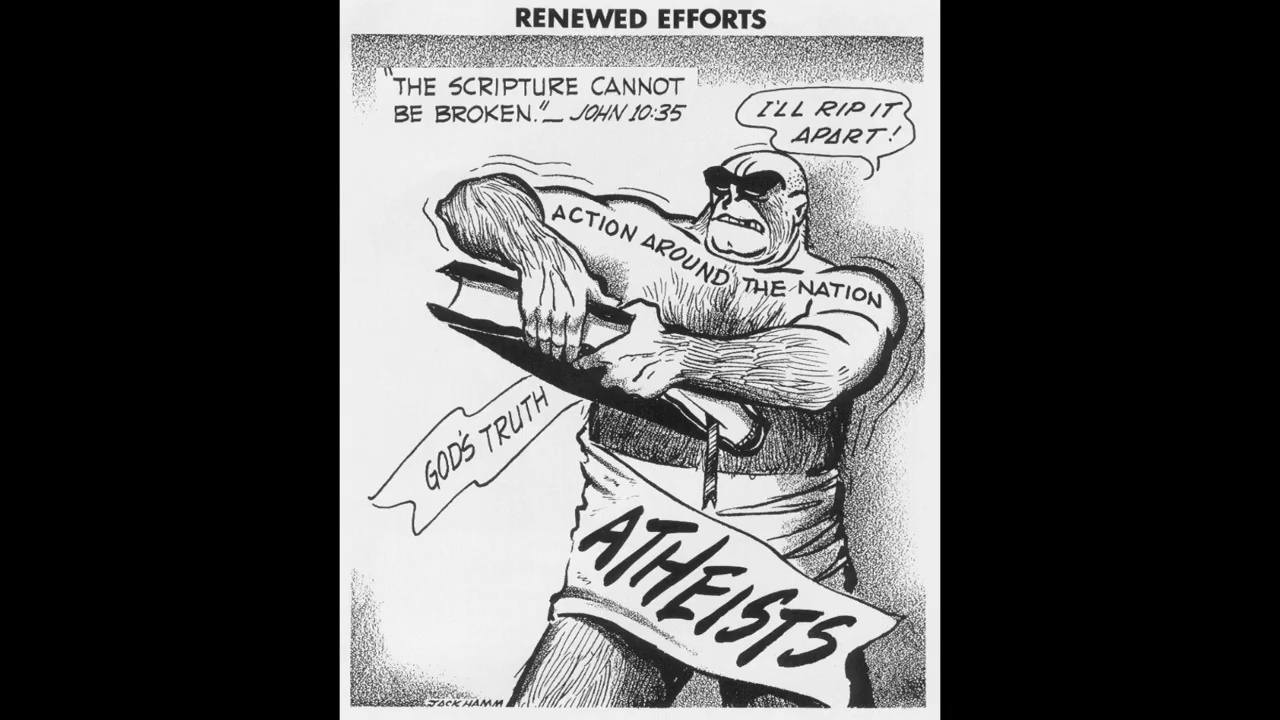 RENEWED EFFORTS
"THE SCRIPTURE CANNOT
BE BROKEN."— JOHN 10:35
I'LL RIP IT
APART!
ACTION AROUND THE NATION
GOD'S TRUTH
ATHEISTS
JACK HAMM